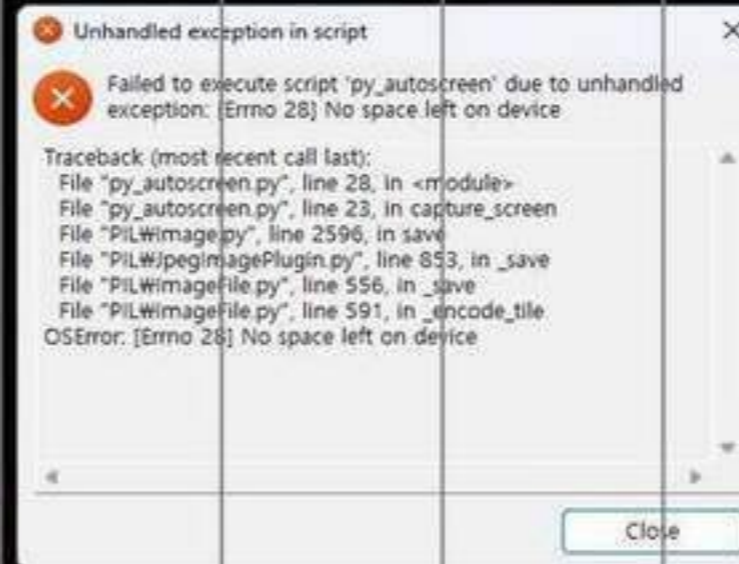 Unhandled exception in script
Failed to execute script 'py_autoscreen' due to unhandled
exception: [Errno 28] No space left on device
Traceback (most recent call last):
File "py_autoscreen.py", line 28, in <module>
File "py_autoscreen.py", line 23, in capture_screen
File "PIL₩Image.py", line 2596, in save
File "PIL₩JpegImagePlugin.py", line 853, in _save
File "PIL₩ImageFile.py", line 556, in _save
File "PIL₩ImageFile.py", line 591, in _encode_tile
OSError: [Errno 28] No space left on device
Close